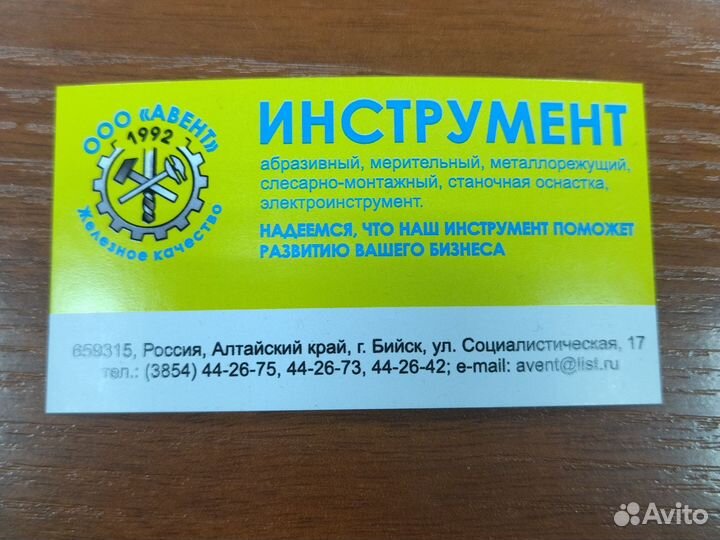 ООО «АВЕНТ»
1992
Железное качество
ИНСТРУМЕНТ
абразивный, мерительный, металлорежущий,
слесарно-монтажный, станочная оснастка,
электроинструмент.
НАДЕЕМСЯ, ЧТО НАШ ИНСТРУМЕНТ ПОМОЖЕТ
РАЗВИТИЮ ВАШЕГО БИЗНЕСА
659315, Россия, Алтайский край, г. Бийск, ул. Социалистическая, 17
тел.: (3854) 44-26-75, 44-26-73, 44-26-42; e-mail: avent@list.ru
Avito